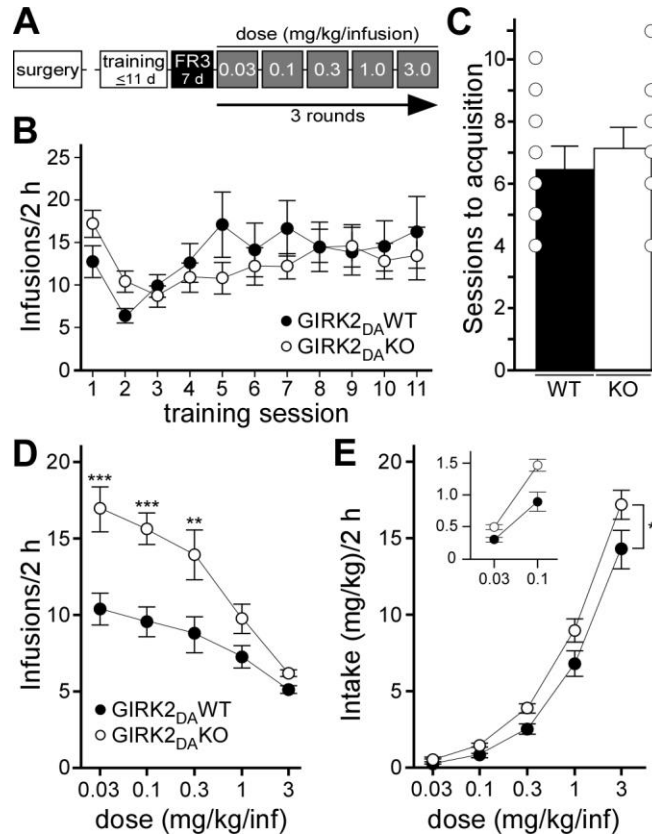 A
dose (mg/kg/infusion)
surgery
training
≤11 d
FR3
7 d
0.03
0.1
0.3
1.0
3.0
3 rounds
B
Infusions/2 h
25
20
15
10
5
0
1 2 3 4 5 6 7 8 9 10 11
training session
GIRK2DAWT
GIRK2DAKO
C
Sessions to acquisition
10
8
6
4
2
0
WT KO
D
Infusions/2 h
20
15
10
5
0
***
***
**
GIRK2DAWT
GIRK2DAKO
0.03 0.1 0.3 1 3
dose (mg/kg/inf)
E
Intake (mg/kg)/2 h
20
15
10
5
0
1.5
1.0
0.5
0
0.03 0.1
*
0.03 0.1 0.3 1 3
dose (mg/kg/inf)